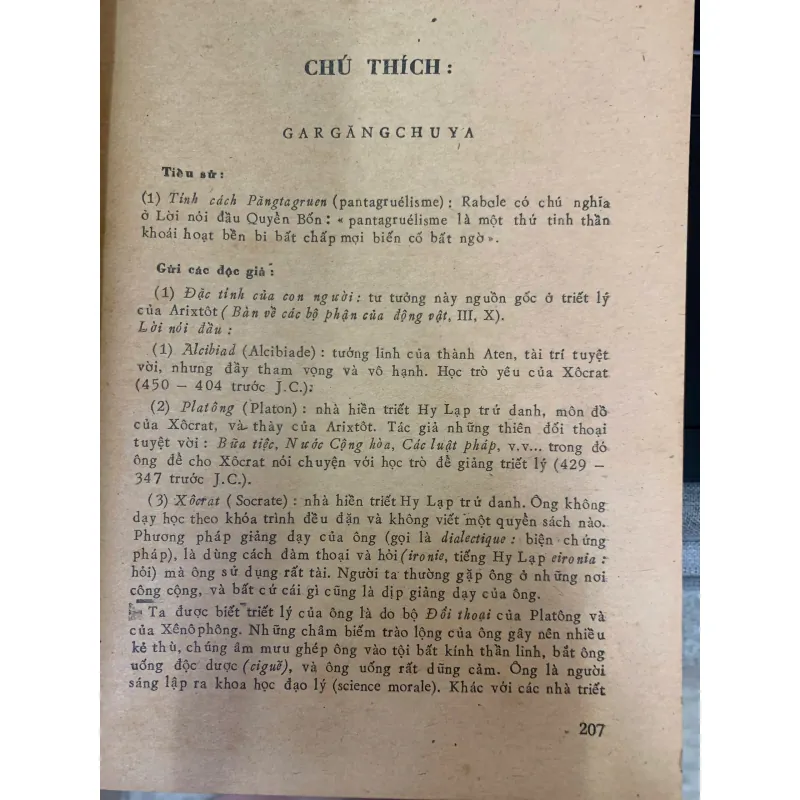 CHÚ THÍCH :
GARGĂNGCHUYA
Tiểu sử :
(1) Tính cách Păngtagruen (pantagruélisme) : Rabơle có chú nghĩa
ở Lời nói đầu Quyển Bốn : « pantagruélisme là một thứ tinh thần
khoái hoạt bền bỉ bất chấp mọi biến cố bất ngờ ».
Gửi các độc giả :
(1) Đặc tính của con người : tư tưởng này nguồn gốc ở triết lý
của Arixtôt ( Bàn về các bộ phận của động vật, III, X).
Lời nói đầu :
(1) Alcibiad (Alcibiade) : tướng lĩnh của thành Aten, tài trí tuyệt
vời, nhưng đầy tham vọng và vô hạnh. Học trò yêu của Xôcrat
(450 — 404 trước J.C.);
(2) Platông (Platon) : nhà hiền triết Hy Lạp trứ danh, môn đồ
của Xôcrat, và thày của Arixtôt. Tác giả những thiên đối thoại
tuyệt vời : Bữa tiệc, Nước Cộng hòa, Các luật pháp, v.v... trong đó
ông để cho Xôcrat nói chuyện với học trò để giảng triết lý (429 —
347 trước J.C.).
(3) Xôcrat ( Socrate) : nhà hiền triết Hy Lạp trứ danh. Ông không
dạy học theo khóa trình đều đặn và không viết một quyển sách nào.
Phương pháp giảng dạy của ông (gọi là dialectique : biện chứng
pháp), là dùng cách đàm thoại và hỏi (ironie, tiếng Hy Lạp eironia :
hỏi) mà ông sử dụng rất tài. Người ta thường gặp ông ở những nơi
công cộng, và bất cứ cái gì cũng là dịp giảng dạy của ông.
Ta được biết triết lý của ông là do bộ Đối thoại của Platông và
của Xênôphông. Những châm biếm trào lộng của ông gây nên nhiều
kẻ thù, chúng âm mưu ghép ông vào tội bất kính thần linh, bắt ông
uống độc dược (ciguë), và ông uống rất dũng cảm. Ông là người
sáng lập ra khoa học đạo lý (science morale). Khác với các nhà triết
207